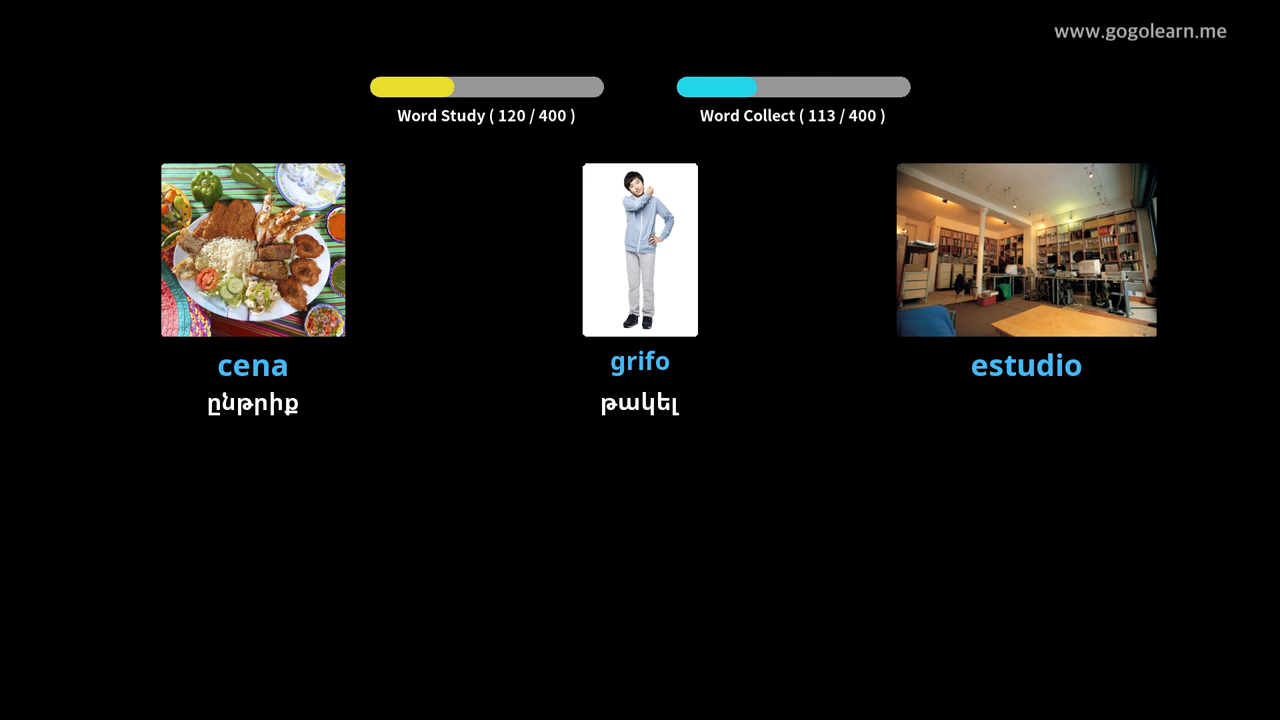 www.gogolearn.me
Word Study ( 120 / 400 )
Word Collect ( 113 / 400 )
cena
ընթրիք
grifo
թակել
estudio